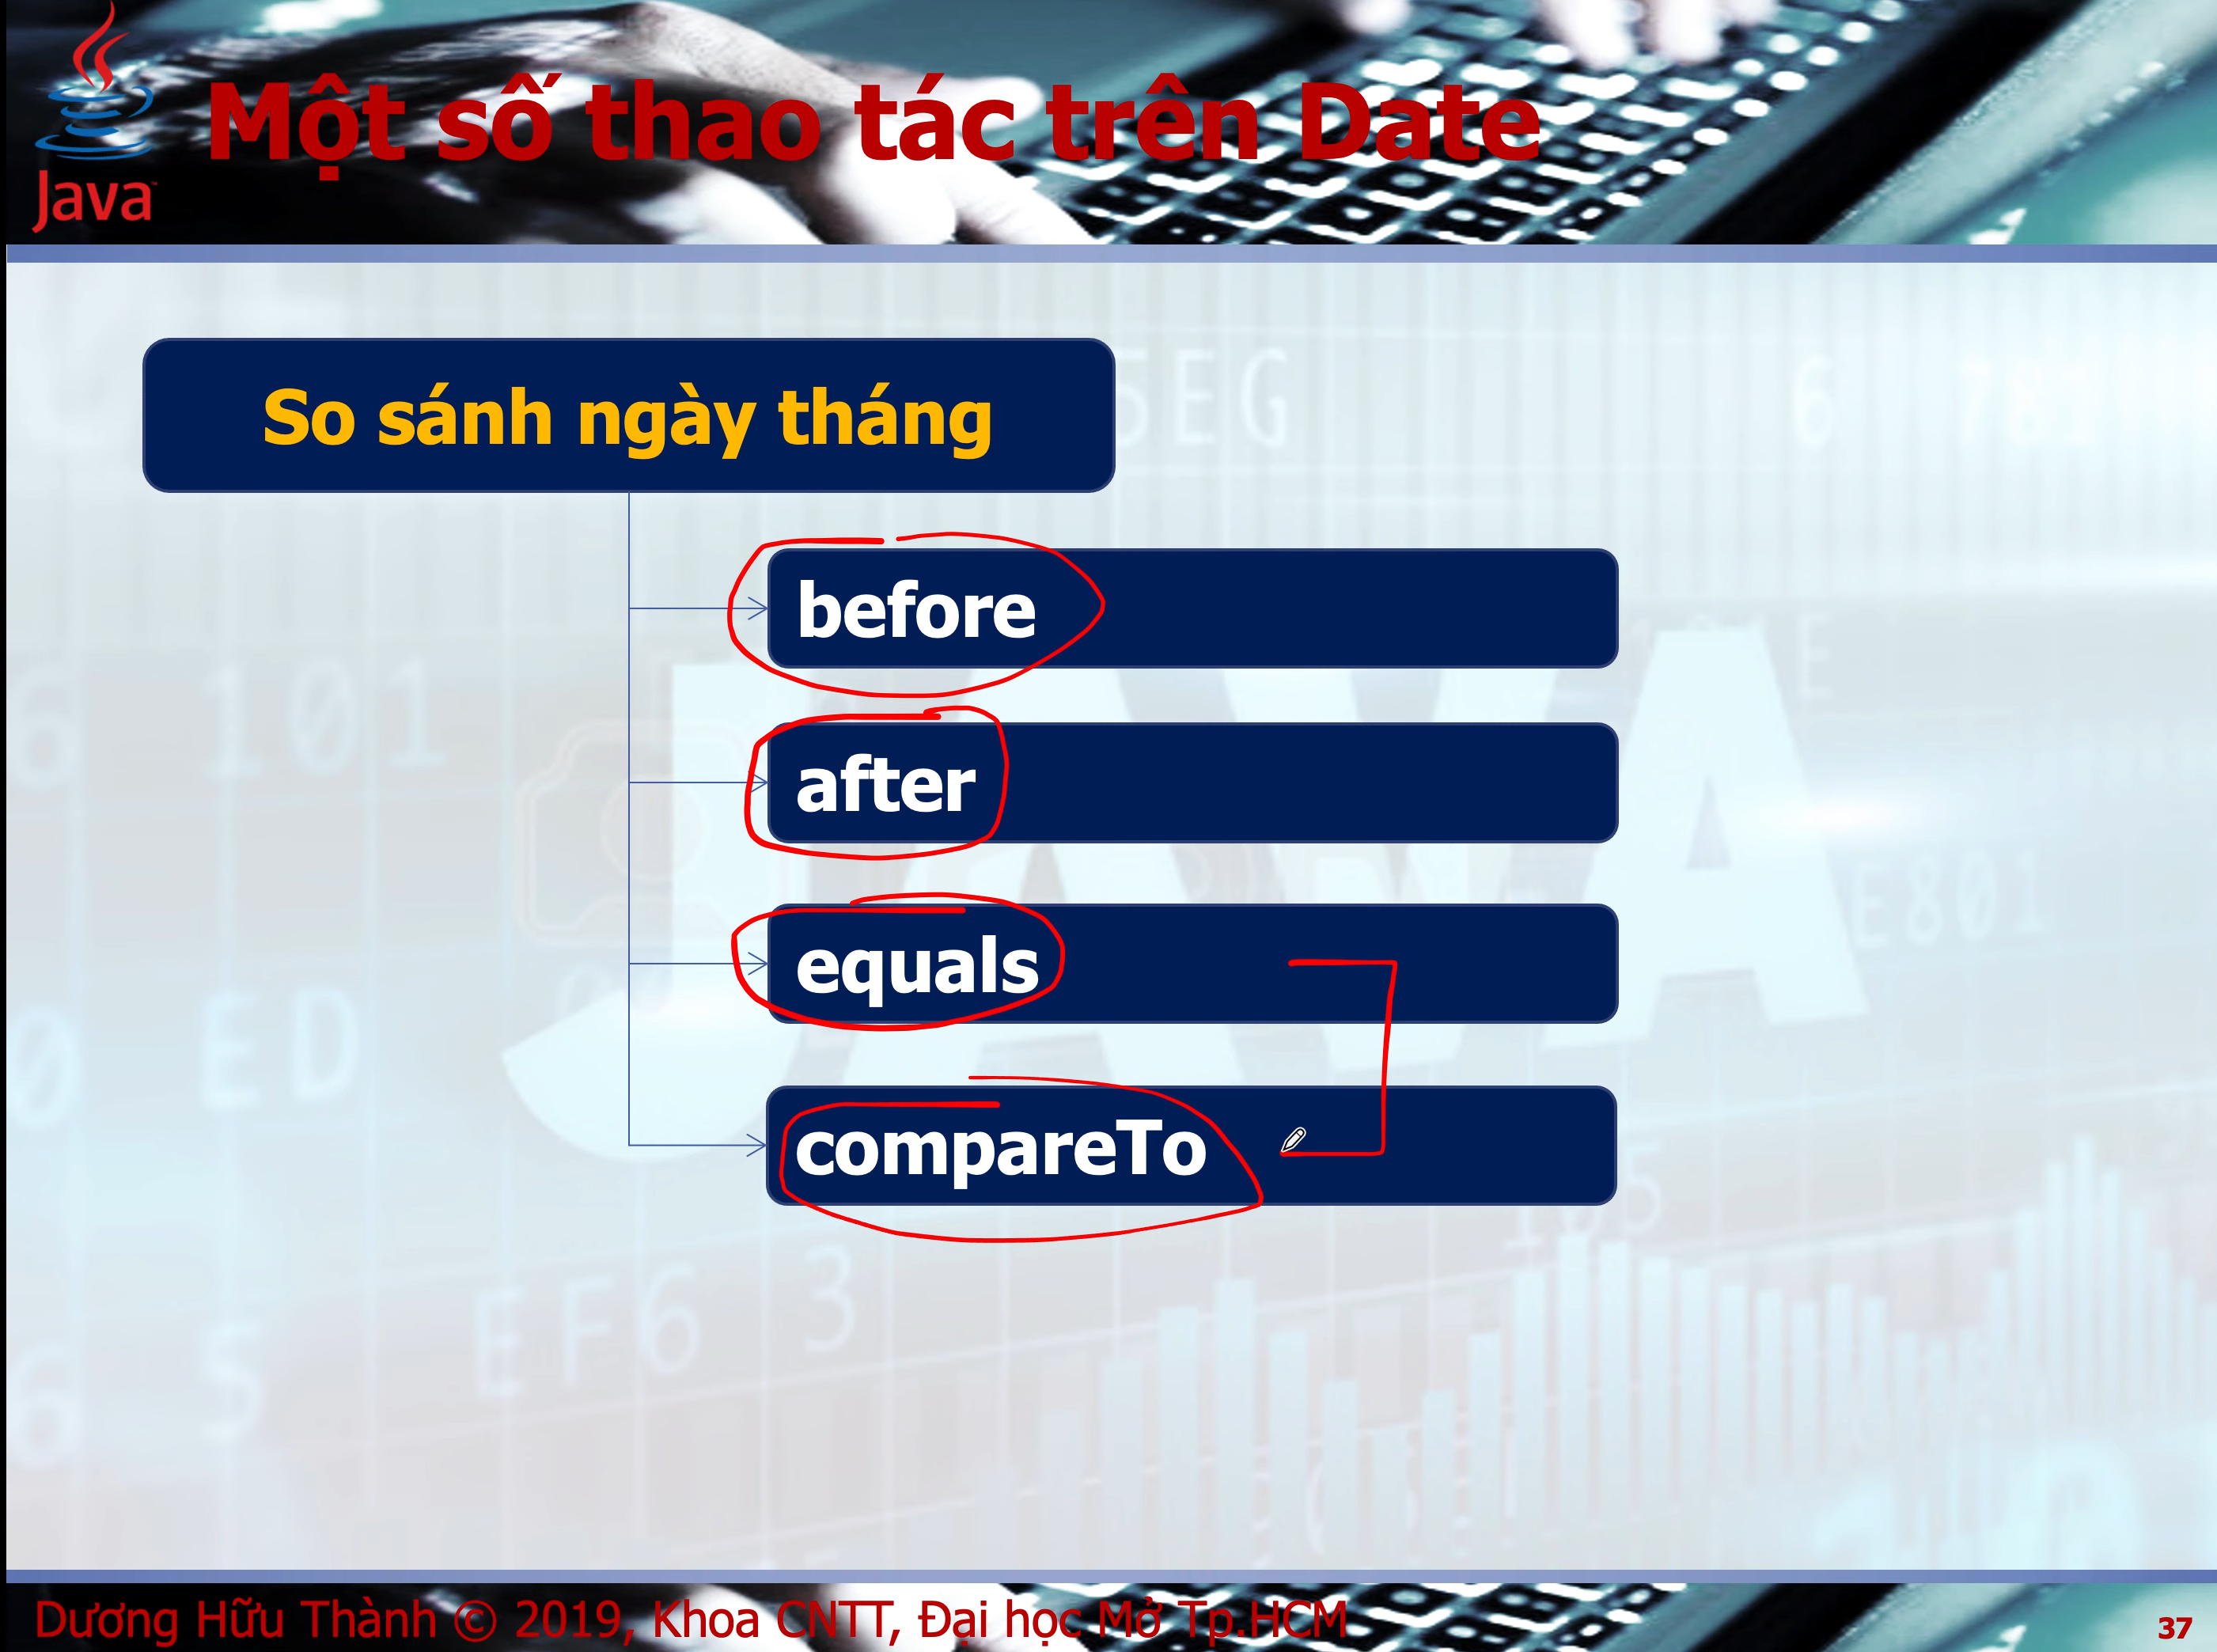 Java
Một số thao tác trên Date
So sánh ngày tháng
before
after
equals
compareTo
Dương Hữu Thành © 2019, Khoa CNTT, Đại học Mở Tp.HCM
37